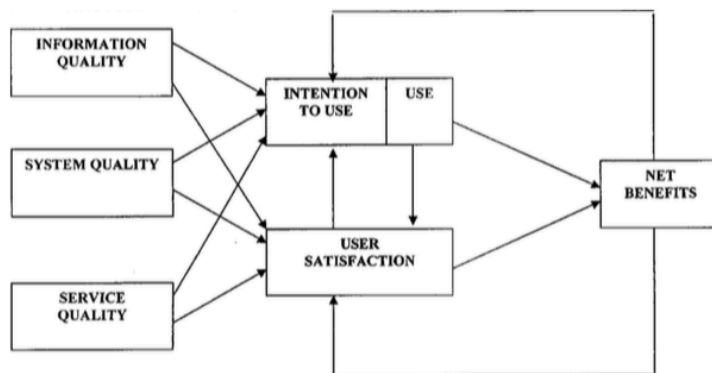 INFORMATION
QUALITY
INTENTION
TO USE
USE
SYSTEM QUALITY
NET
BENEFITS
USER
SATISFACTION
SERVICE
QUALITY